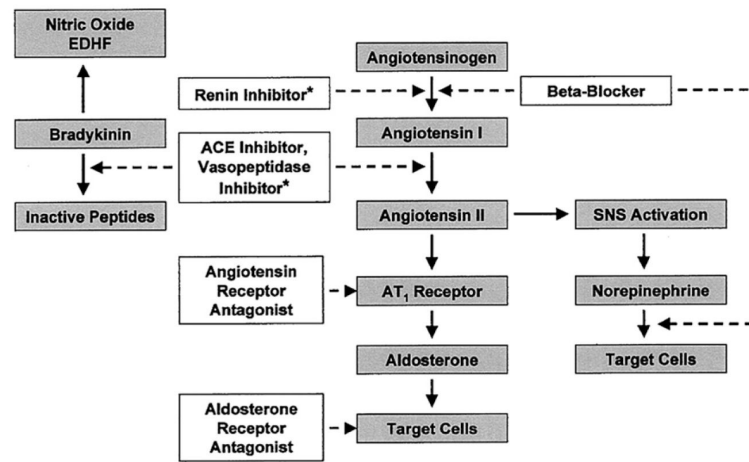 Nitric Oxide
EDHF
Angiotensinogen
Renin Inhibitor*
Beta-Blocker
Bradykinin
Angiotensin I
ACE Inhibitor,
Vasopeptidase
Inhibitor*
Inactive Peptides
Angiotensin II
SNS Activation
Angiotensin
Receptor
Antagonist
AT₁ Receptor
Norepinephrine
Aldosterone
Target Cells
Aldosterone
Receptor
Antagonist
Target Cells